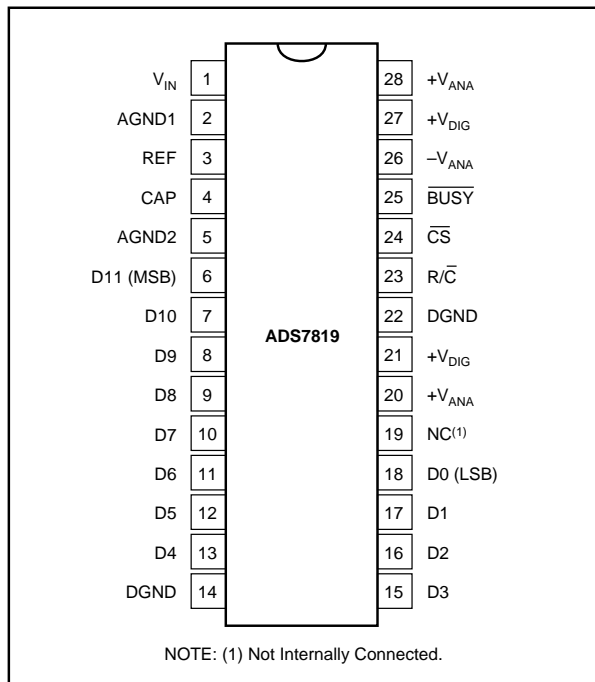 V_IN 1 28 +V_ANA
AGND1 2 27 +V_DIG
REF 3 26 –V_ANA
CAP 4 25 B̅U̅S̅Y̅
AGND2 5 24 C̅S̅
D11 (MSB) 6 23 R/C̅
D10 7 22 DGND
ADS7819
D9 8 21 +V_DIG
D8 9 20 +V_ANA
D7 10 19 NC(1)
D6 11 18 D0 (LSB)
D5 12 17 D1
D4 13 16 D2
DGND 14 15 D3
NOTE: (1) Not Internally Connected.